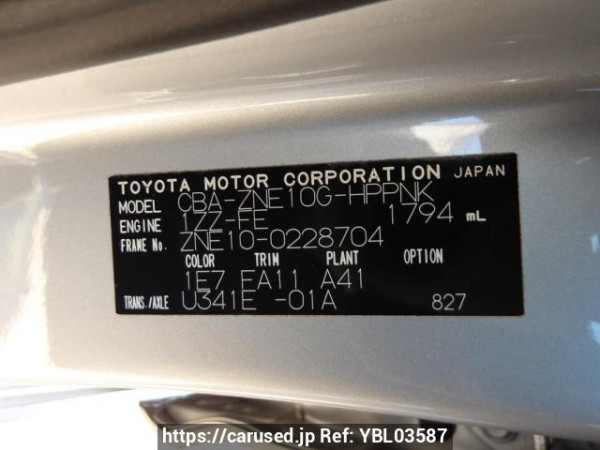 TOYOTA MOTOR CORPORATION JAPAN
MODEL CBA-ZNE10G-HPPNK
ENGINE 1ZZ-FE 1794 mL
FRAME No. ZNE10-0228704
COLOR TRIM PLANT OPTION
1E7 EA11 A41
TRANS./AXLE U341E -01A 827
https://carused.jp Ref: YBL03587